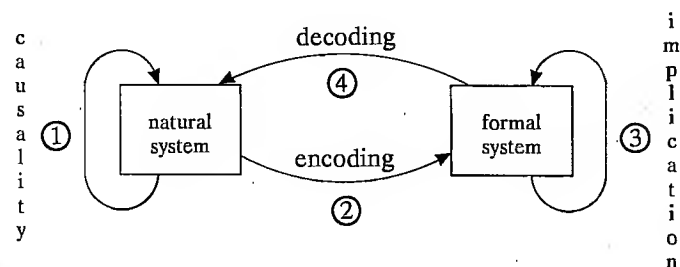 causality
①
natural
system
decoding
④
encoding
②
formal
system
③
implication